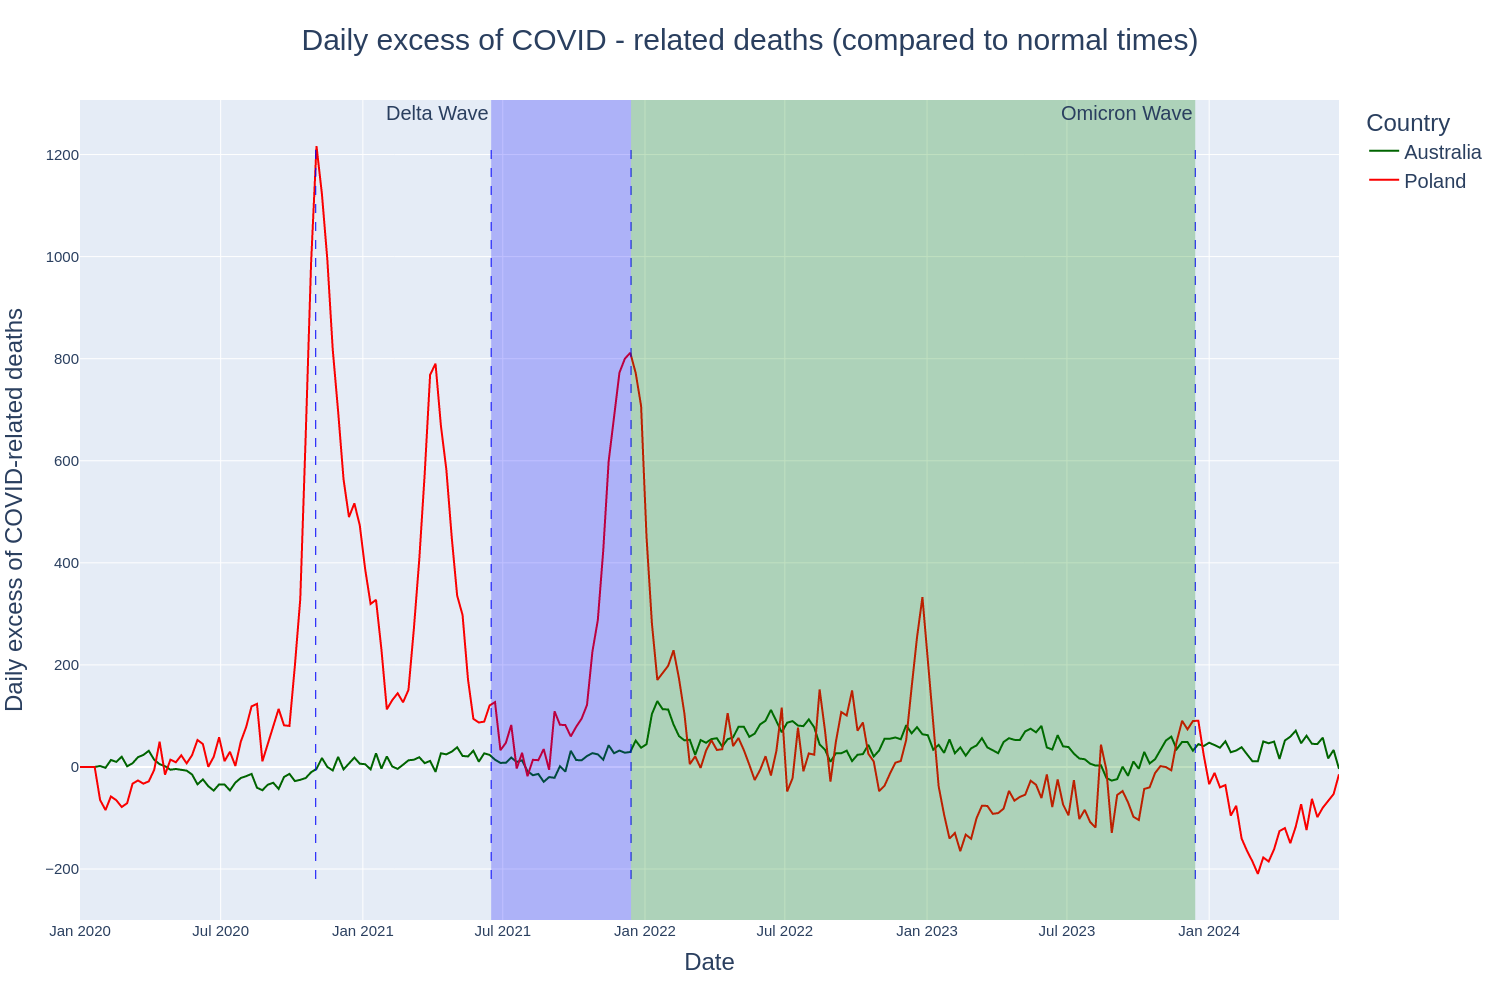 Daily excess of COVID - related deaths (compared to normal times)
Delta Wave
Omicron Wave
Country
Australia
Poland
Daily excess of COVID-related deaths
1200
1000
800
600
400
200
0
−200
Jan 2020
Jul 2020
Jan 2021
Jul 2021
Jan 2022
Jul 2022
Jan 2023
Jul 2023
Jan 2024
Date